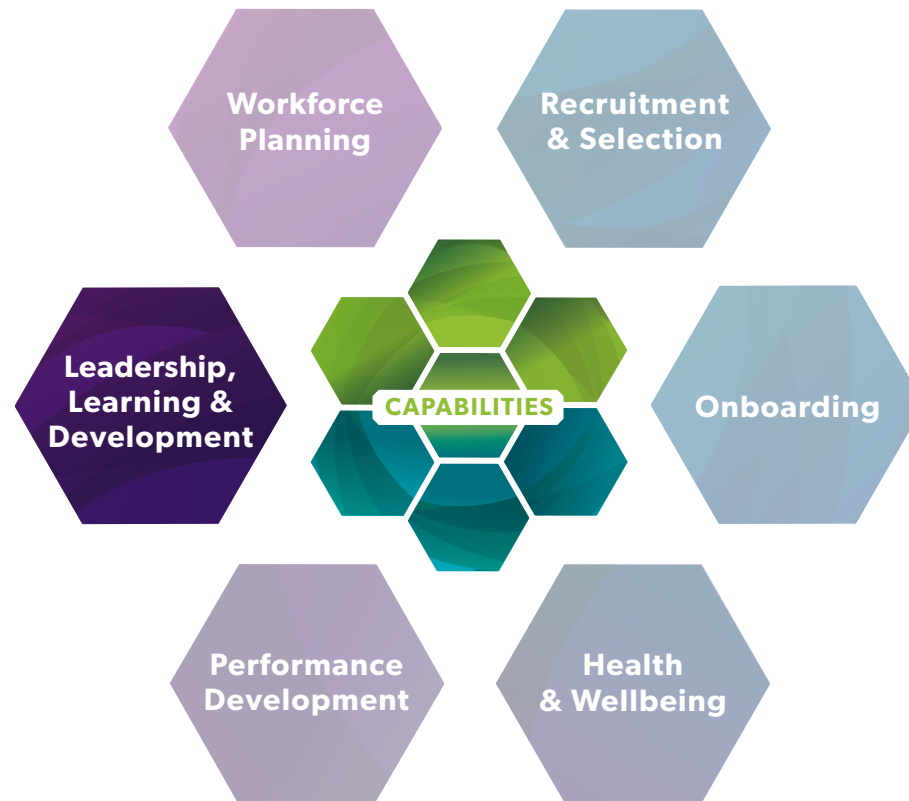 Workforce
Planning
Recruitment
& Selection
Leadership,
Learning &
Development
CAPABILITIES
Onboarding
Performance
Development
Health
& Wellbeing